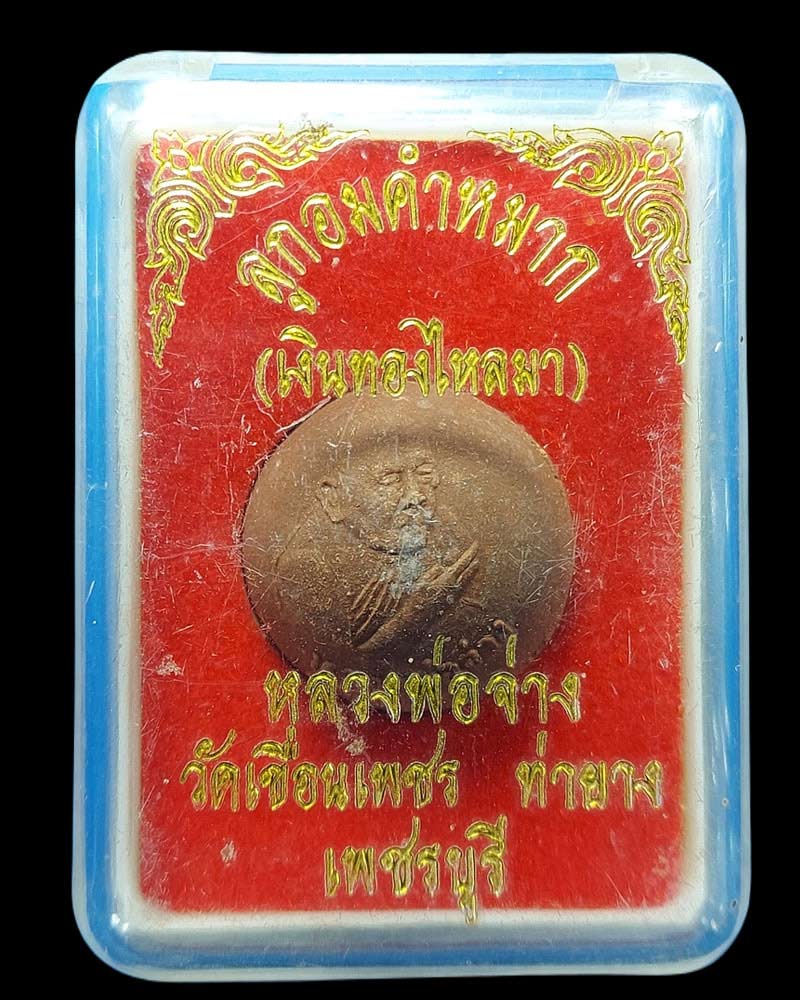 ลูกอมคำหมาก
(เงินทองไหลมา)
หลวงพ่อจ่าง
วัดเขื่อนเพชร ท่ายาง
เพชรบุรี